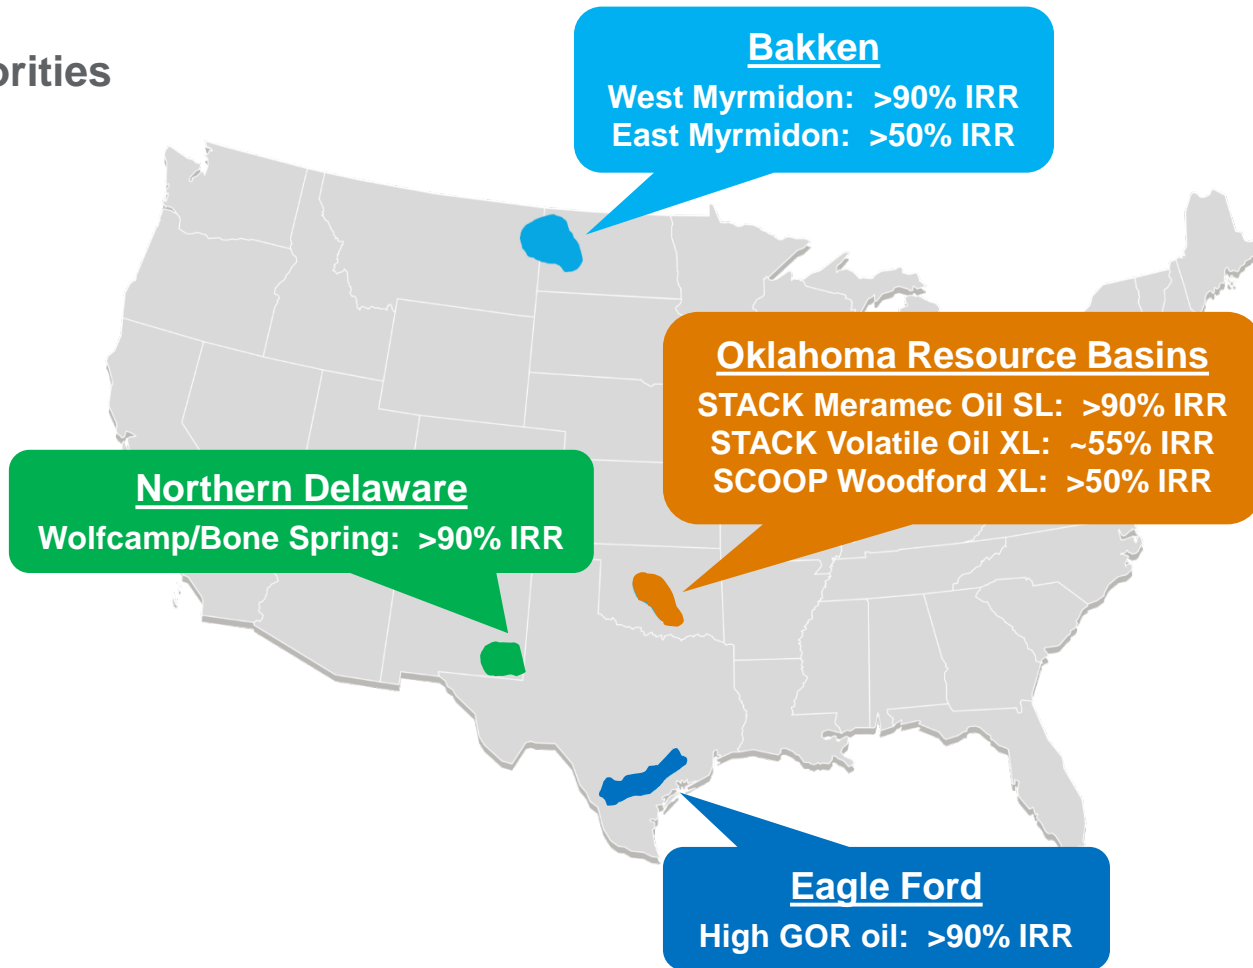 orities
Bakken
West Myrmidon: >90% IRR
East Myrmidon: >50% IRR
Oklahoma Resource Basins
STACK Meramec Oil SL: >90% IRR
STACK Volatile Oil XL: ~55% IRR
SCOOP Woodford XL: >50% IRR
Northern Delaware
Wolfcamp/Bone Spring: >90% IRR
Eagle Ford
High GOR oil: >90% IRR